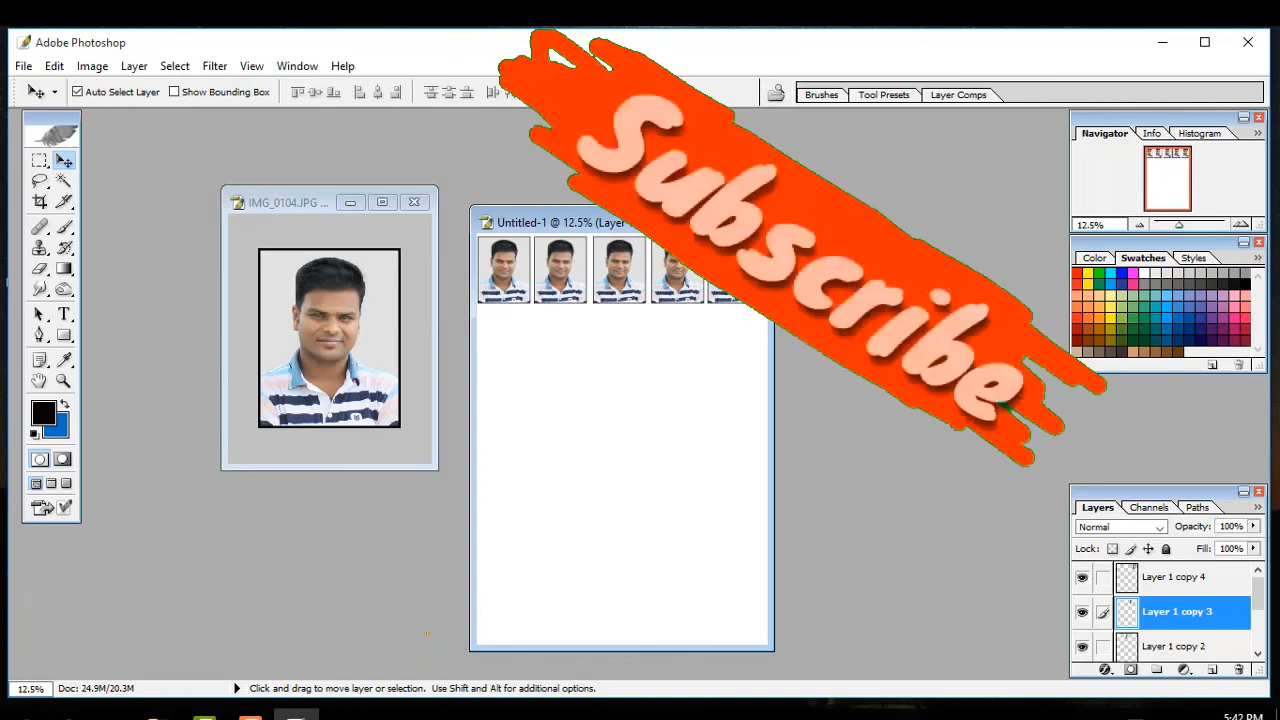 Adobe Photoshop
File Edit Image Layer Select Filter View Window Help
Auto Select Layer Show Bounding Box
Brushes Tool Presets Layer Comps
Subscribe
Navigator Info Histogram
12.5%
IMG_0104.JPG ...
Untitled-1 @ 12.5% (Layer
Color Swatches Styles
Layers Channels Paths
Normal Opacity: 100%
Lock: Fill: 100%
Layer 1 copy 4
Layer 1 copy 3
Layer 1 copy 2
12.5% Doc: 24.9M/20.3M Click and drag to move layer or selection. Use Shift and Alt for additional options.
5:42 PM